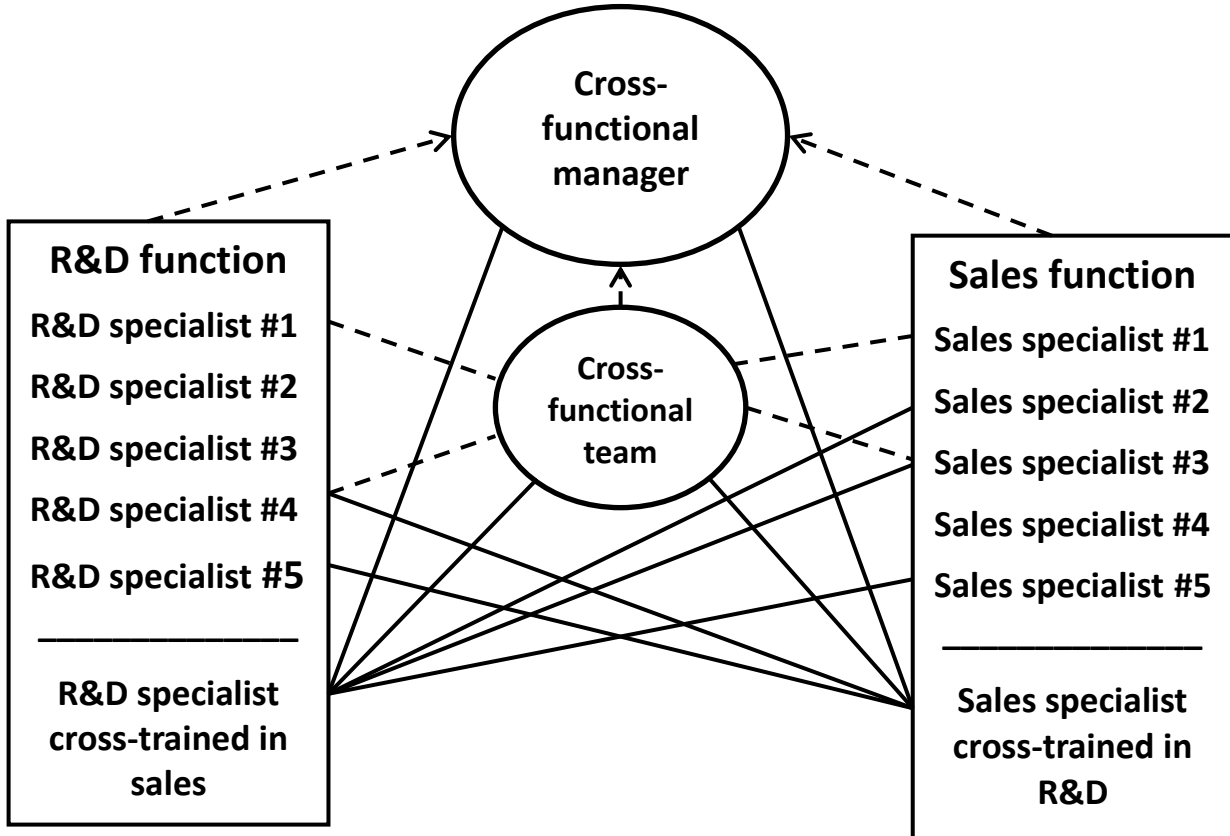 Cross-
functional
manager
R&D function
R&D specialist #1
R&D specialist #2
R&D specialist #3
R&D specialist #4
R&D specialist #5
R&D specialist
cross-trained in
sales
Cross-
functional
team
Sales function
Sales specialist #1
Sales specialist #2
Sales specialist #3
Sales specialist #4
Sales specialist #5
Sales specialist
cross-trained in
R&D